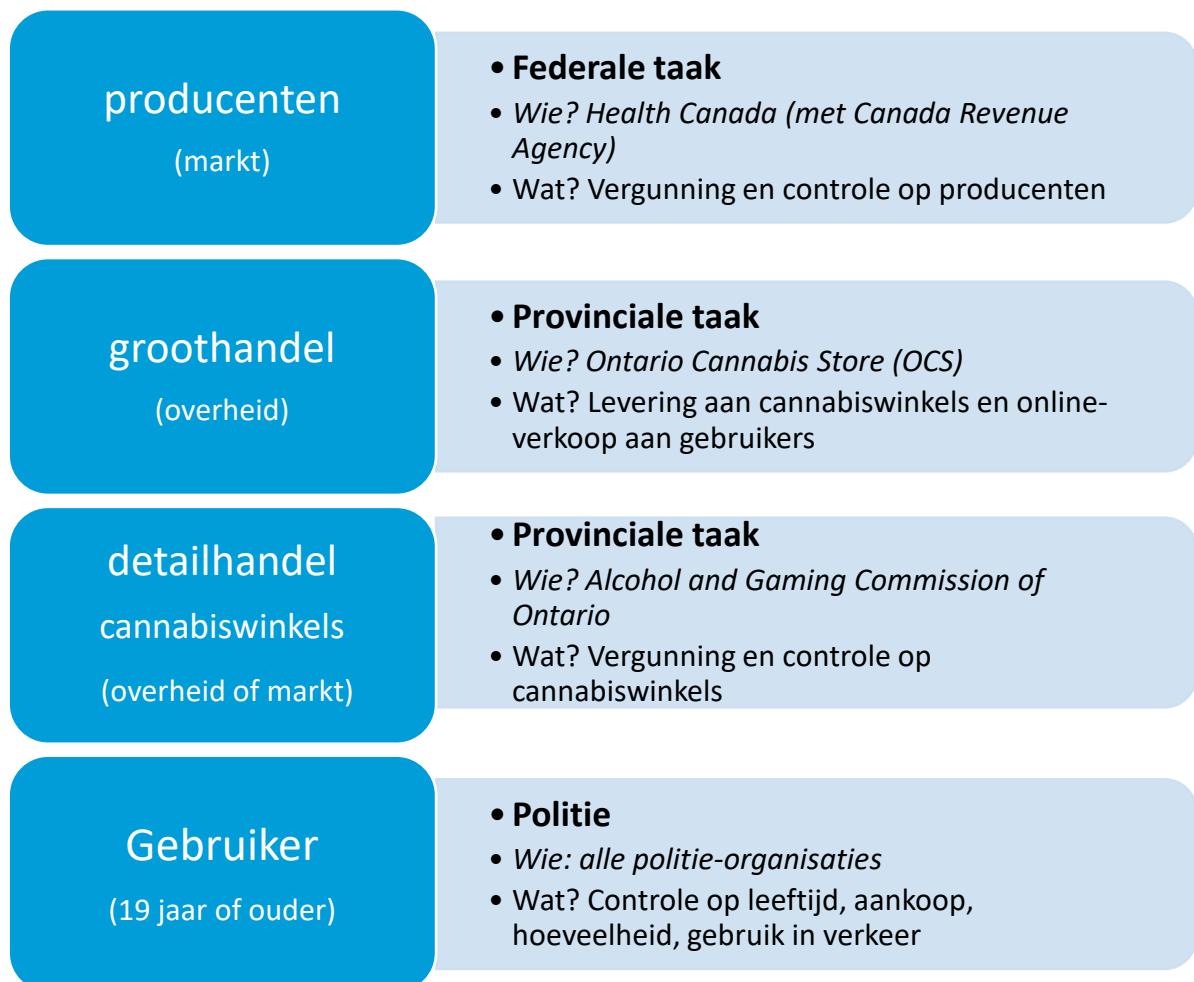 producenten
(markt)
• Federale taak
• Wie? Health Canada (met Canada Revenue
Agency)
• Wat? Vergunning en controle op producenten
groothandel
(overheid)
• Provinciale taak
• Wie? Ontario Cannabis Store (OCS)
• Wat? Levering aan cannabiswinkels en online-
verkoop aan gebruikers
detailhandel
cannabiswinkels
(overheid of markt)
• Provinciale taak
• Wie? Alcohol and Gaming Commission of
Ontario
• Wat? Vergunning en controle op
cannabiswinkels
Gebruiker
(19 jaar of ouder)
• Politie
• Wie: alle politie-organisaties
• Wat? Controle op leeftijd, aankoop,
hoeveelheid, gebruik in verkeer